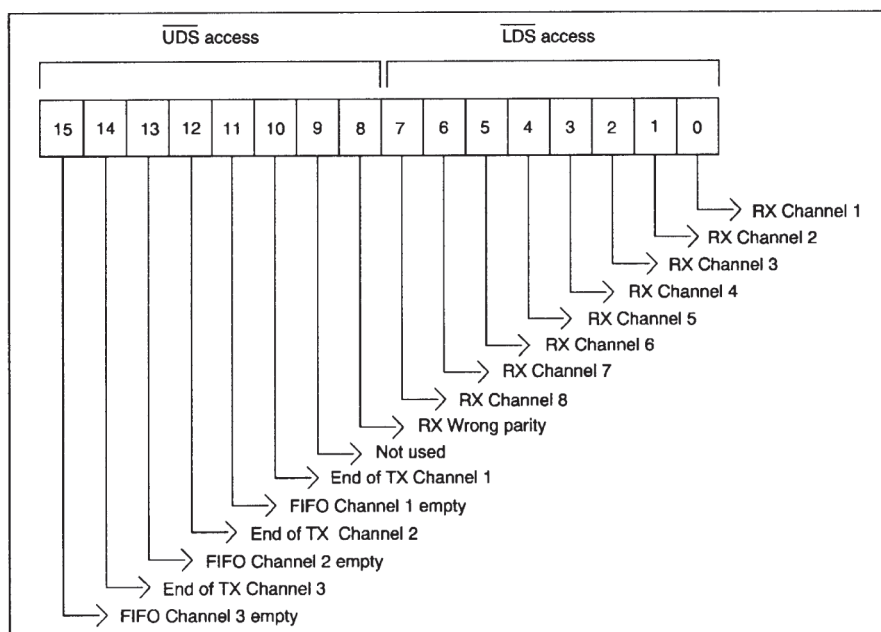 UDS access LDS access
15 14 13 12 11 10 9 8 7 6 5 4 3 2 1 0
RX Channel 1
RX Channel 2
RX Channel 3
RX Channel 4
RX Channel 5
RX Channel 6
RX Channel 7
RX Channel 8
RX Wrong parity
Not used
End of TX Channel 1
FIFO Channel 1 empty
End of TX Channel 2
FIFO Channel 2 empty
End of TX Channel 3
FIFO Channel 3 empty